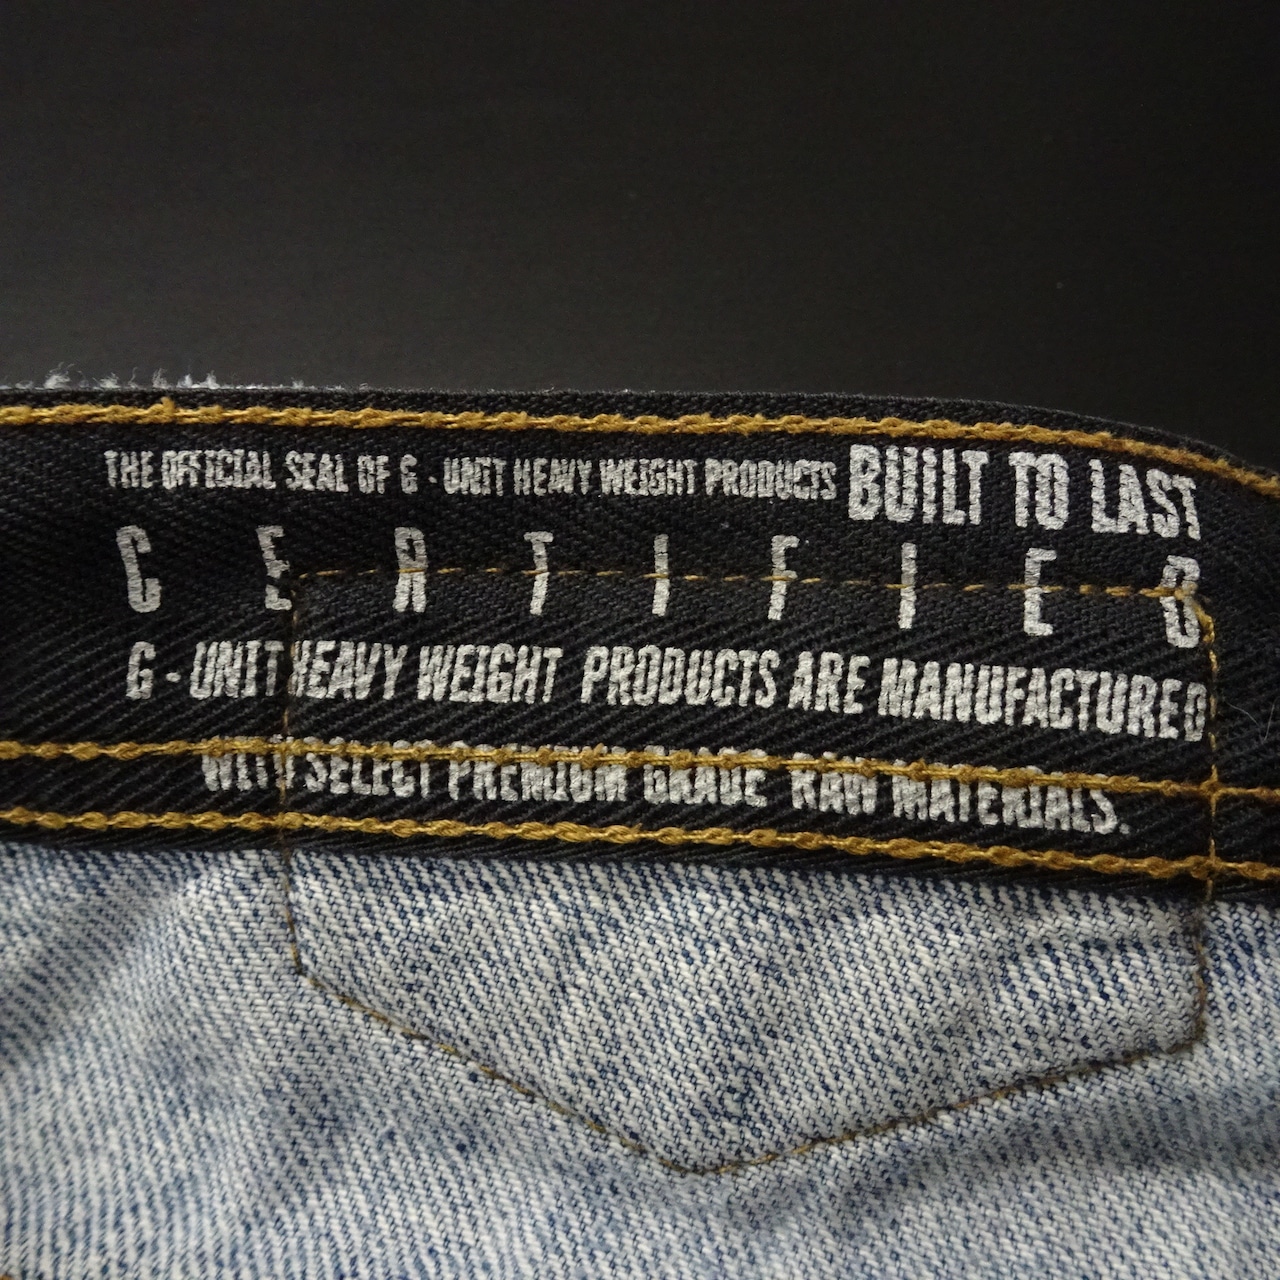 THE OFFICIAL SEAL OF G - UNIT HEAVY WEIGHT PRODUCTS BUILT TO LAST
CERTIFIED
G - UNIT HEAVY WEIGHT PRODUCTS ARE MANUFACTURED
WITH SELECT PREMIUM GRADE RAW MATERIALS.